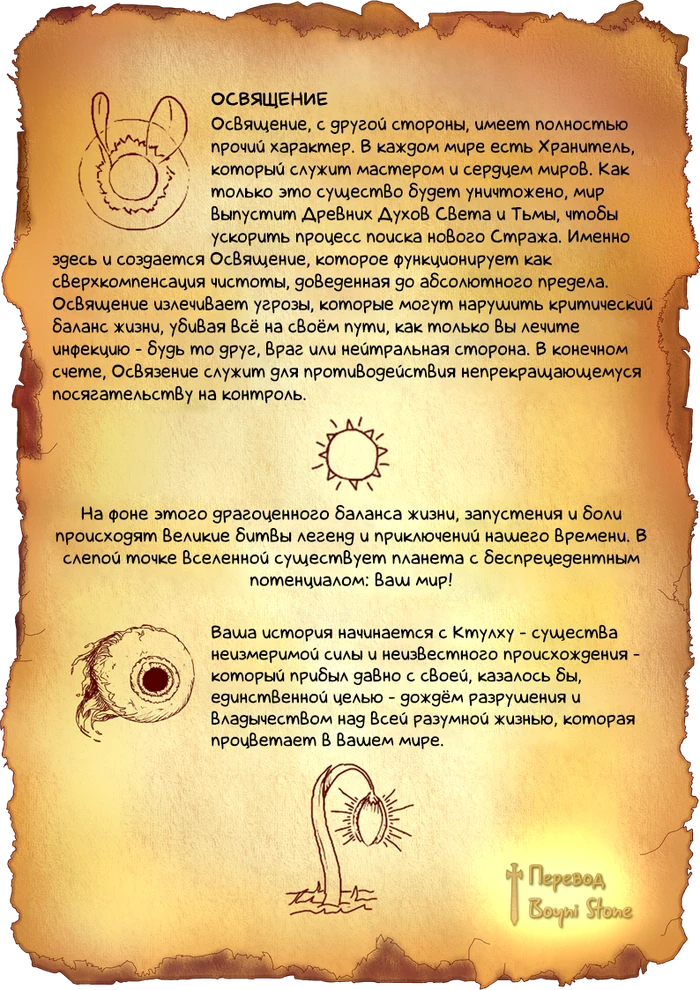 ОСВЯЩЕНИЕ
Освящение, с другой стороны, имеет полностью
прочий характер. В каждом мире есть Хранитель,
который служит мастером и сердцем миров. Как
только это существо будет уничтожено, мир
выпустит Древних Духов Света и Тьмы, чтобы
ускорить процесс поиска нового Стража. Именно
здесь и создается Освящение, которое функционирует как
сверхкомпенсация чистоты, доведенная до абсолютного предела.
Освящение излечивает угрозы, которые могут нарушить критический
баланс жизни, убивая всё на своём пути, как только вы лечите
инфекцию - будь то друг, враг или нейтральная сторона. В конечном
счете, Освязение служит для противодействия непрекращающемуся
посягательству на контроль.
На фоне этого драгоценного баланса жизни, запустения и боли
происходят великие битвы легенд и приключений нашего времени. В
слепой точке вселенной существует планета с беспрецедентным
потенциалом: ваш мир!
Ваша история начинается с Ктулху - существа
неизмеримой силы и неизвестного происхождения -
который прибыл давно с своей, казалось бы,
единственной целью - дождём разрушения и
владычеством над всей разумной жизнью, которая
процветает в вашем мире.
Перевод
Boyni Stone